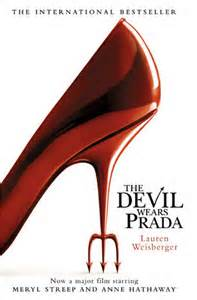 THE INTERNATIONAL BESTSELLER
THE
DEVIL
WEARS
PRADA
Lauren
Weisberger
Now a major film starring
MERYL STREEP AND ANNE HATHAWAY